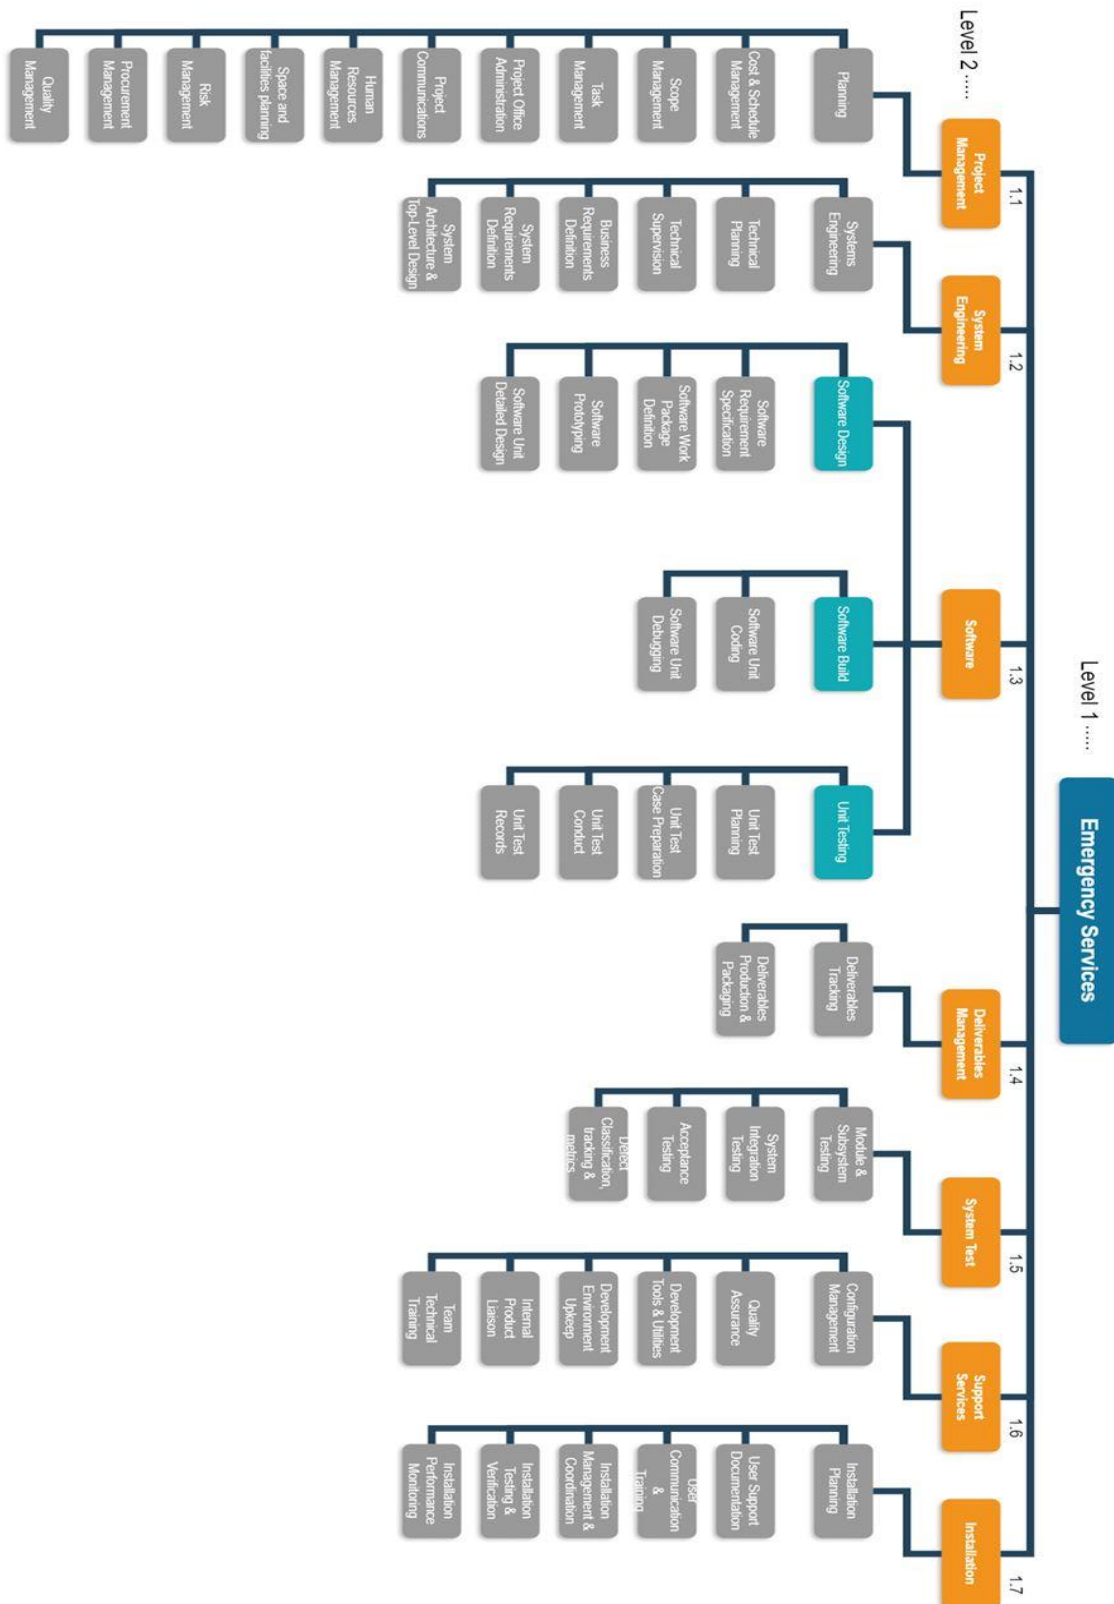 Emergency Services
Level 1 .....
Level 2 .....
1.1
Project
Management
Planning
Cost & Schedule
Management
Scope
Management
Task
Management
Project Office
Administration
Project
Communications
Human
Resources
Management
Space and
facilities planning
Risk
Management
Procurement
Management
Quality
Management
1.2
System
Engineering
Systems
Engineering
Technical
Planning
Technical
Supervision
Business
Requirements
Definition
System
Requirements
Definition
System
Architecture &
Top-Level Design
1.3
Software
Software Design
Software
Requirement
Specification
Software Work
Package
Definition
Software
Prototyping
Software Unit
Detailed Design
Software Build
Software Unit
Coding
Software Unit
Debugging
Unit Testing
Unit Test
Planning
Unit Test
Case Preparation
Unit Test
Conduct
Unit Test
Records
1.4
Deliverables
Management
Deliverables
Tracking
Deliverables
Production &
Packaging
1.5
System Test
Module &
Subsystem
Testing
System
Integration
Testing
Acceptance
Testing
Defect
Classification,
tracking &
metrics
1.6
Support
Services
Configuration
Management
Quality
Assurance
Development
Tools & Utilities
Development
Environment
Upkeep
Internal
Product
Liaison
Team
Technical
Training
1.7
Installation
Installation
Planning
User Support
Documentation
User
Communication
&
Training
Installation
Management &
Coordination
Installation
Testing &
Verification
Installation
Performance
Monitoring